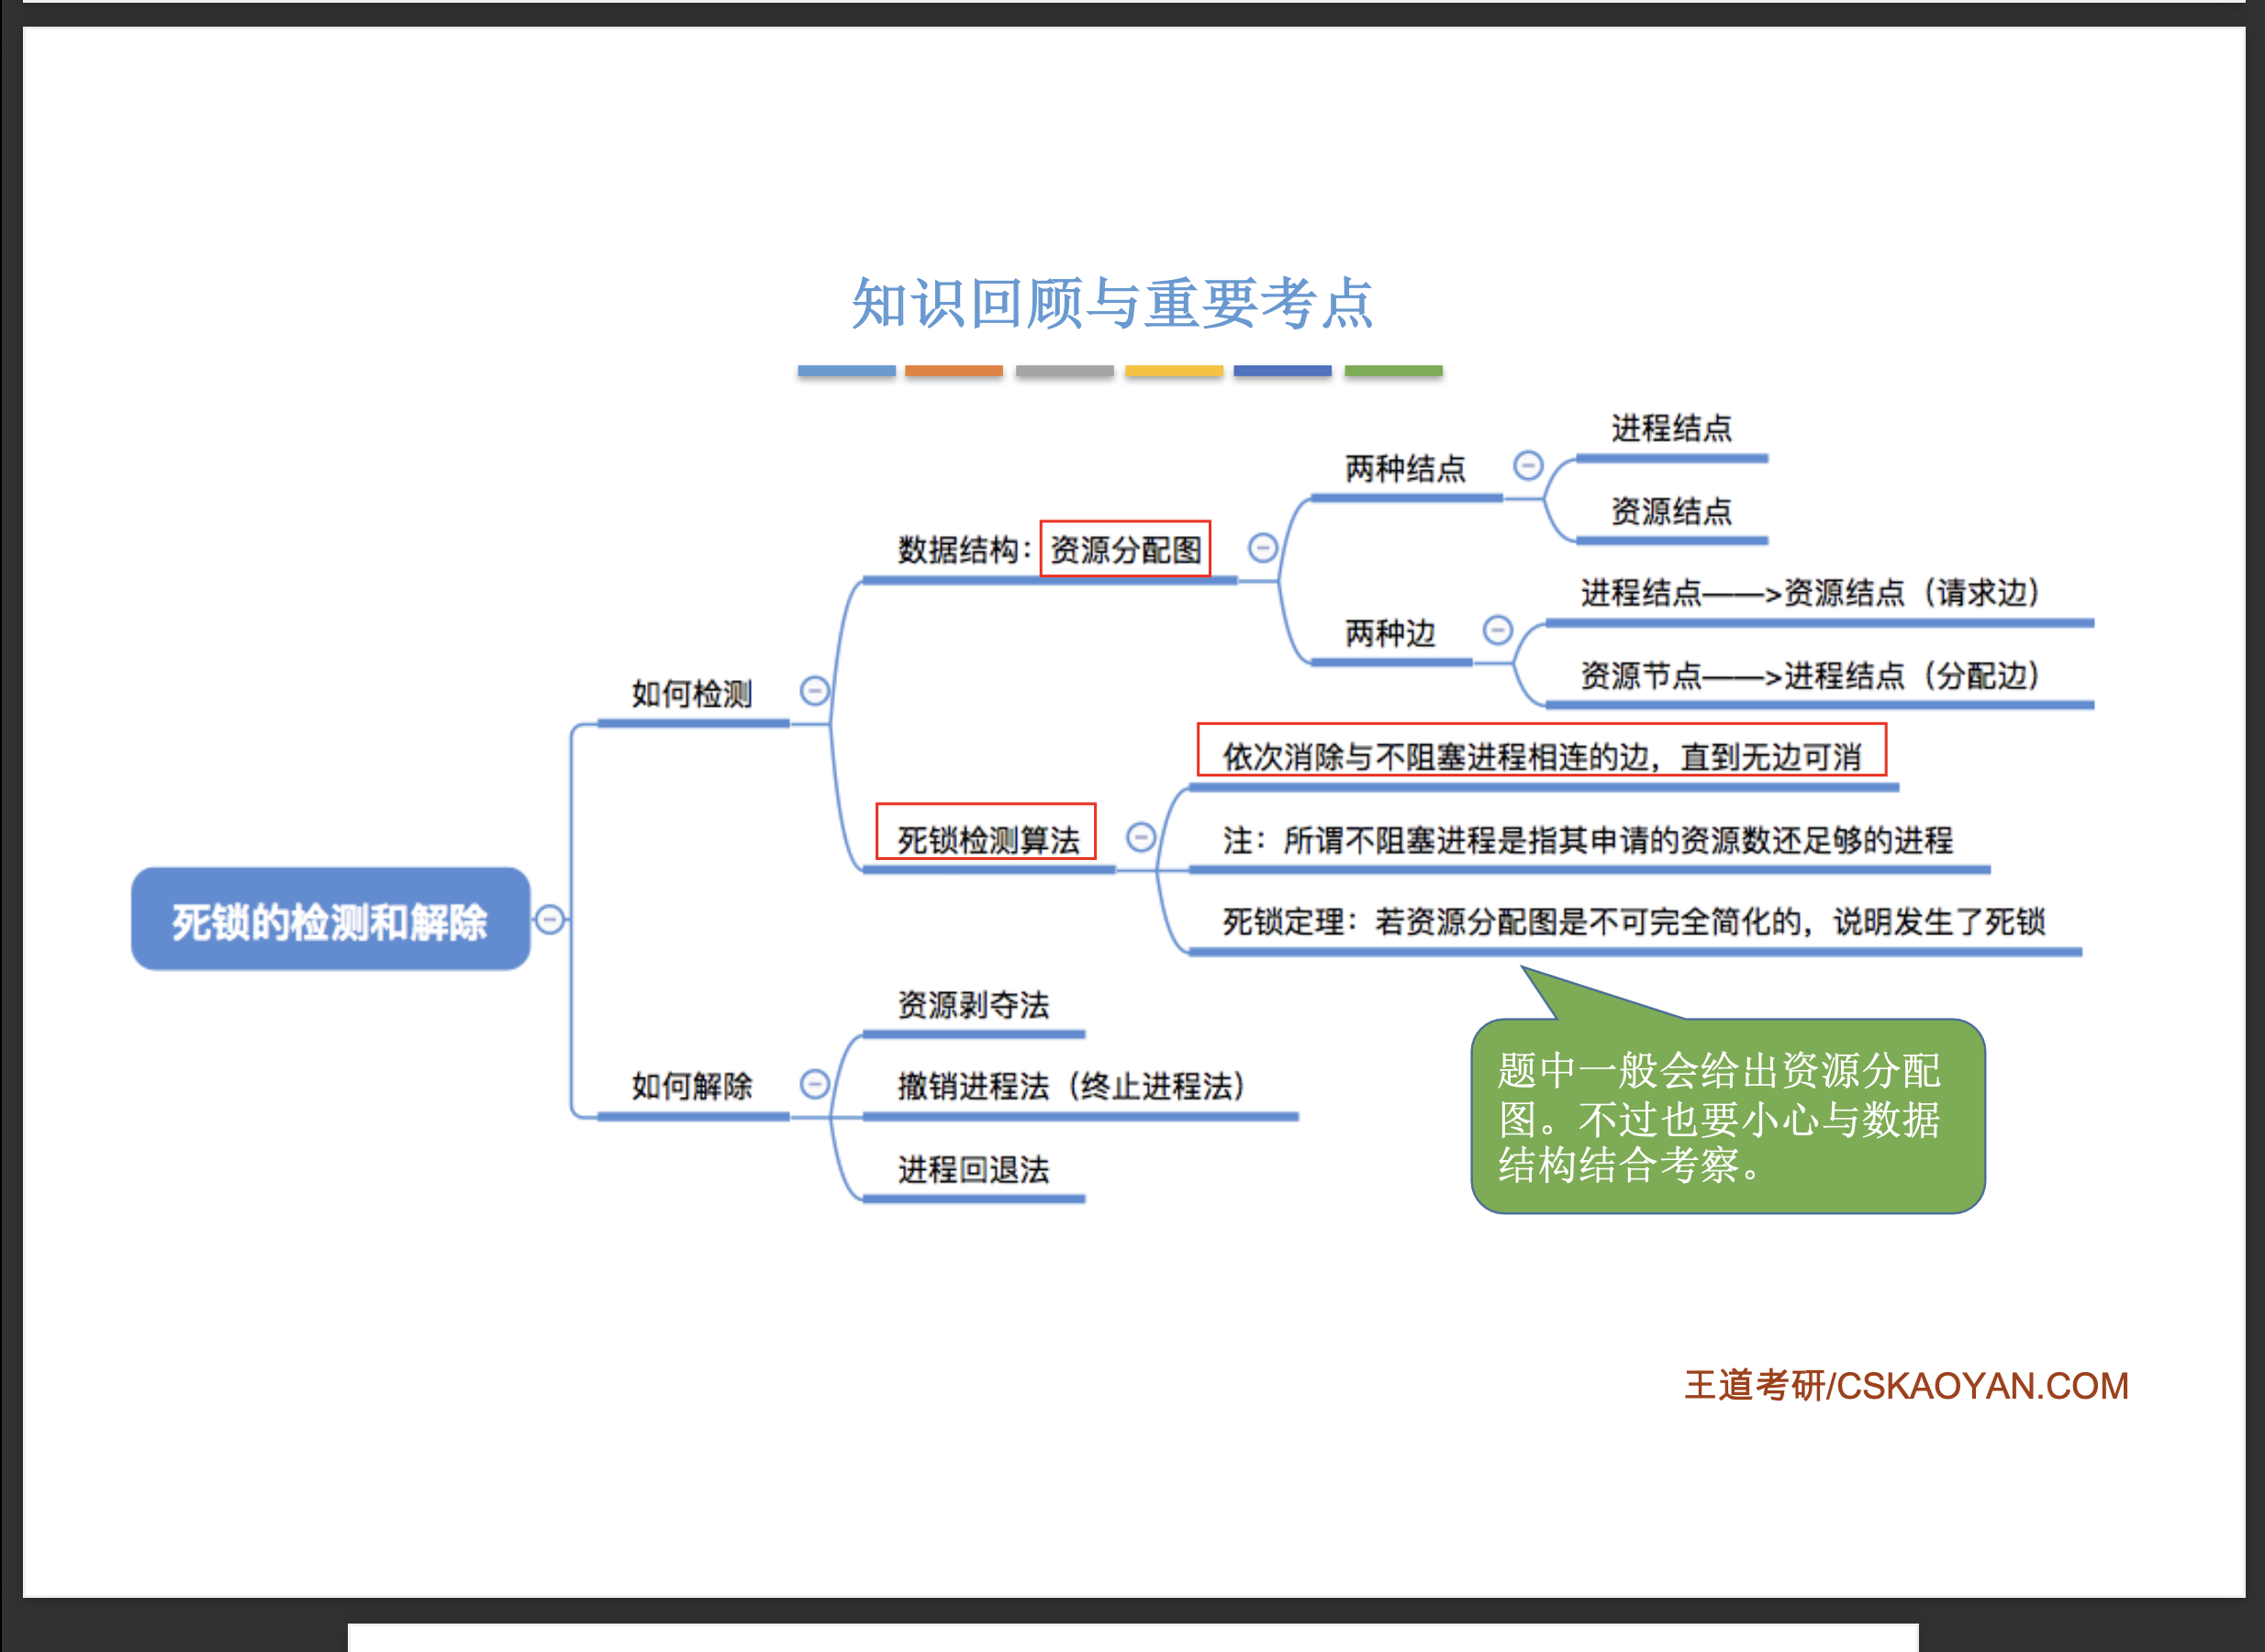 知识回顾与重要考点
死锁的检测和解除
如何检测
数据结构：资源分配图
两种结点
进程结点
资源结点
两种边
进程结点——>资源结点（请求边）
资源节点——>进程结点（分配边）
死锁检测算法
依次消除与不阻塞进程相连的边，直到无边可消
注：所谓不阻塞进程是指其申请的资源数还足够的进程
死锁定理：若资源分配图是不可完全简化的，说明发生了死锁
如何解除
资源剥夺法
撤销进程法（终止进程法）
进程回退法
题中一般会给出资源分配
图。不过也要小心与数据
结构结合考察。
王道考研/CSKAOYAN.COM